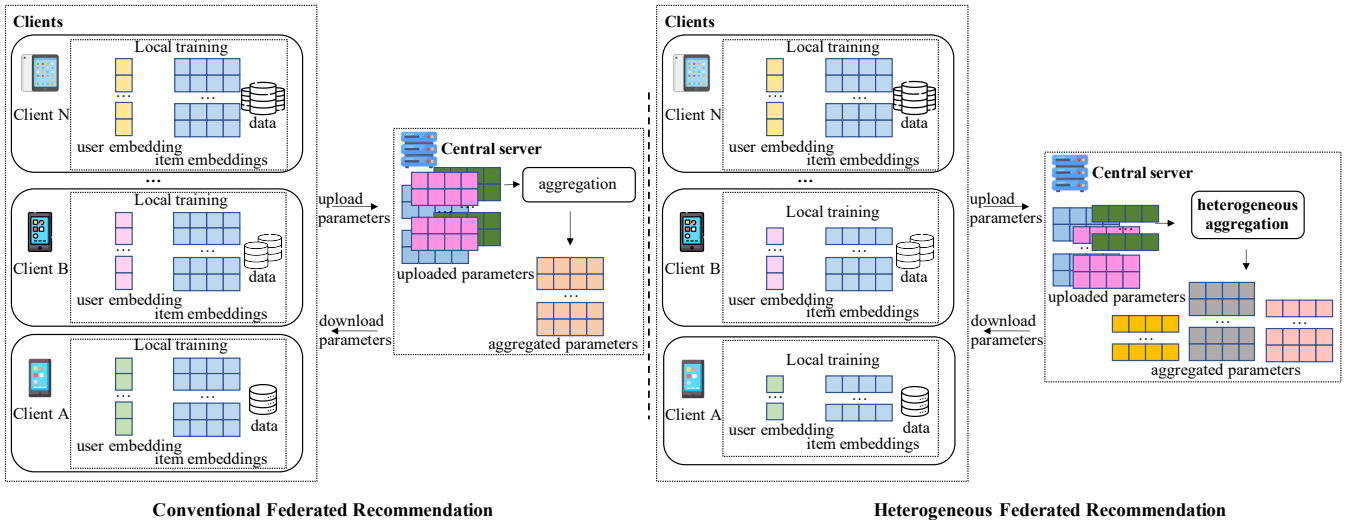 Clients
Local training
...
...
Client N
data
user embedding
item embeddings
...
Local training
...
...
Client B
data
user embedding
item embeddings
Local training
...
...
Client A
data
user embedding
item embeddings
upload
parameters
download
parameters
Central server
... ...
aggregation
uploaded parameters
...
aggregated parameters
Conventional Federated Recommendation
Clients
Local training
...
...
Client N
data
user embedding
item embeddings
...
Local training
...
...
Client B
data
user embedding
item embeddings
Local training
...
...
Client A
data
user embedding
item embeddings
upload
parameters
download
parameters
Central server
...
heterogeneous
aggregation
uploaded parameters
...
...
...
aggregated parameters
Heterogeneous Federated Recommendation